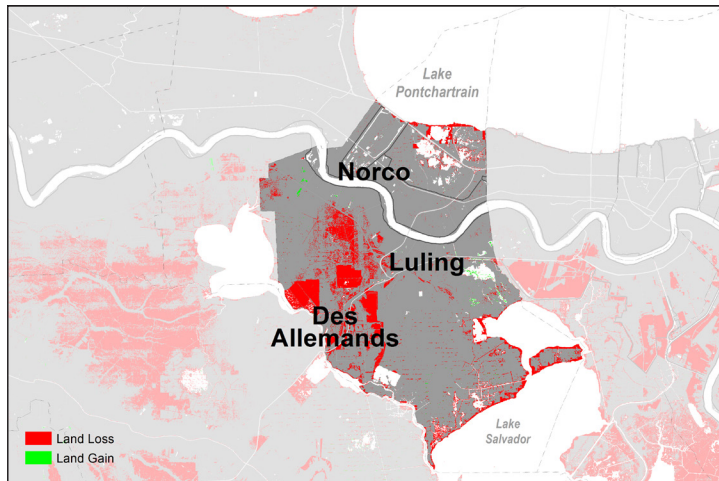 Lake
Pontchartrain
Norco
Luling
Des
Allemands
Lake
Salvador
Land Loss
Land Gain